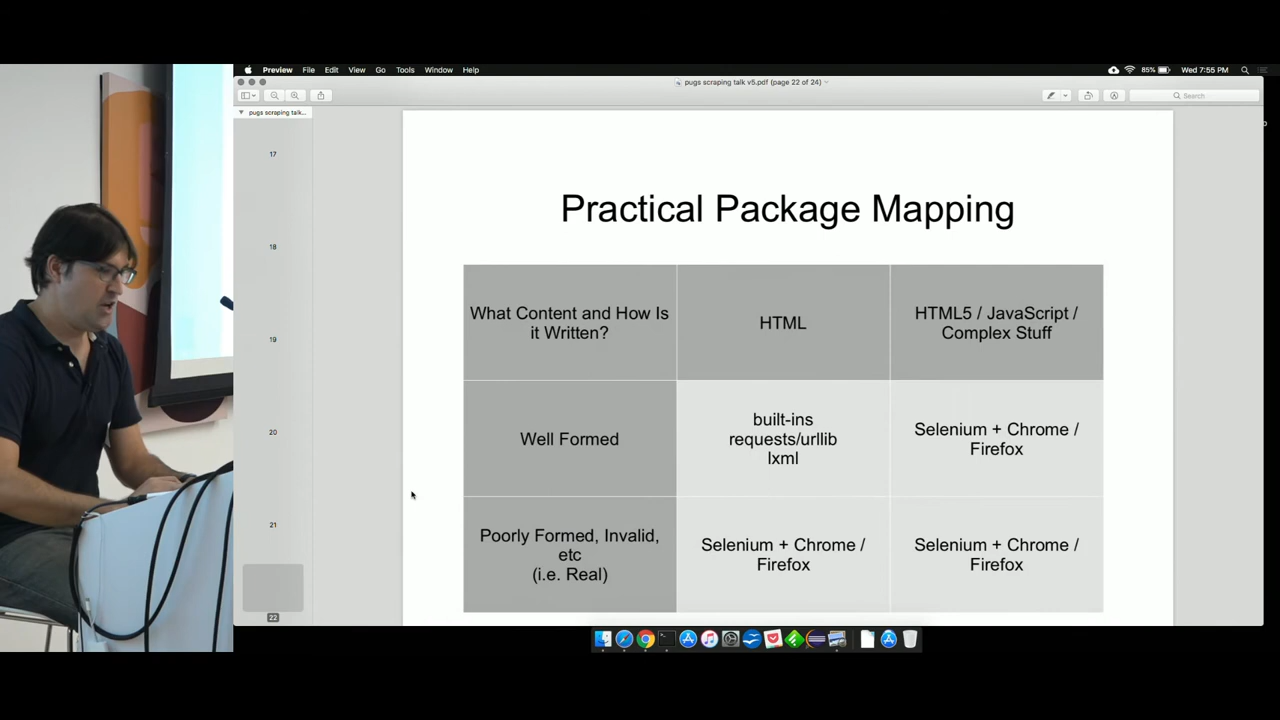 Preview File Edit View Go Tools Window Help
85% Wed 7:55 PM
pugs scraping talk v5.pdf (page 22 of 24)
Search
pugs scraping talk...
17
18
19
20
21
22
Practical Package Mapping
What Content and How Is
it Written?
HTML
HTML5 / JavaScript /
Complex Stuff
Well Formed
built-ins
requests/urllib
lxml
Selenium + Chrome /
Firefox
Poorly Formed, Invalid,
etc
(i.e. Real)
Selenium + Chrome /
Firefox
Selenium + Chrome /
Firefox